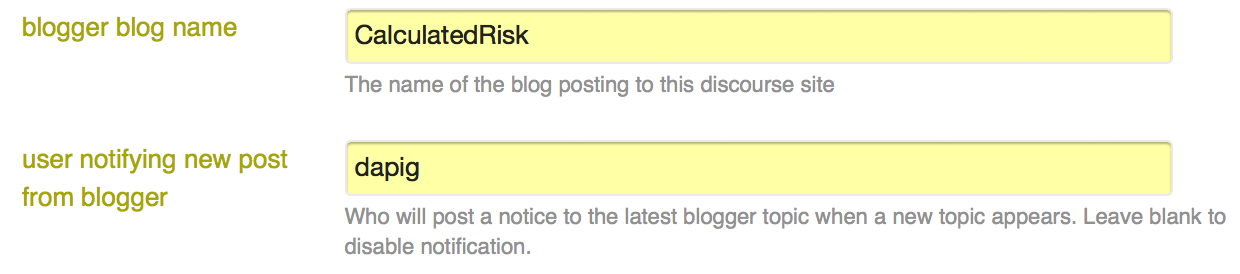 blogger blog name
CalculatedRisk
The name of the blog posting to this discourse site
user notifying new post
from blogger
dapig
Who will post a notice to the latest blogger topic when a new topic appears. Leave blank to
disable notification.